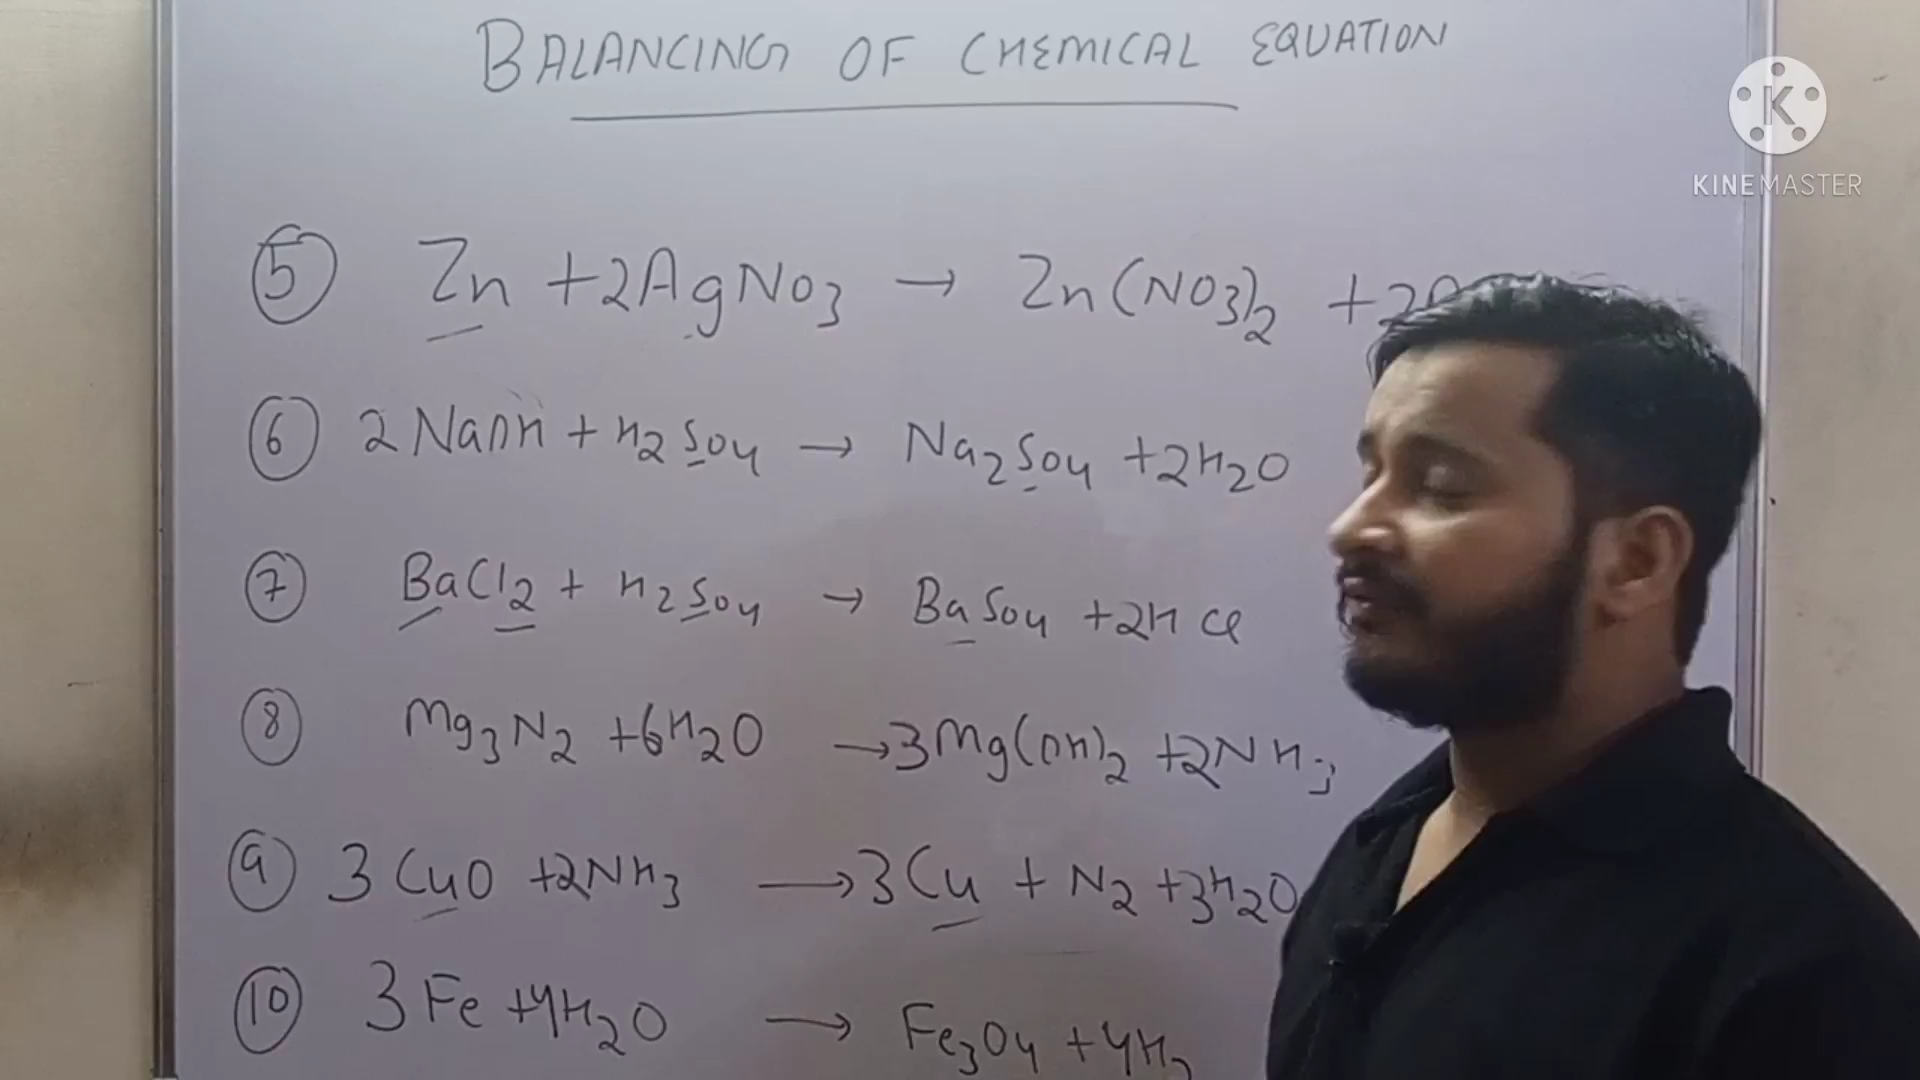 BALANCING OF CHEMICAL EQUATION
KINEMASTER
5 Zn + 2AgNO3 → Zn(NO3)2 + 2
6 2NaOH + H2SO4 → Na2SO4 + 2H2O
7 BaCl2 + H2SO4 → BaSO4 + 2HCl
8 Mg3N2 + 6H2O → 3Mg(OH)2 + 2NH3
9 3CuO + 2NH3 → 3Cu + N2 + 3H2O
10 3Fe + 4H2O → Fe3O4 + 4H2